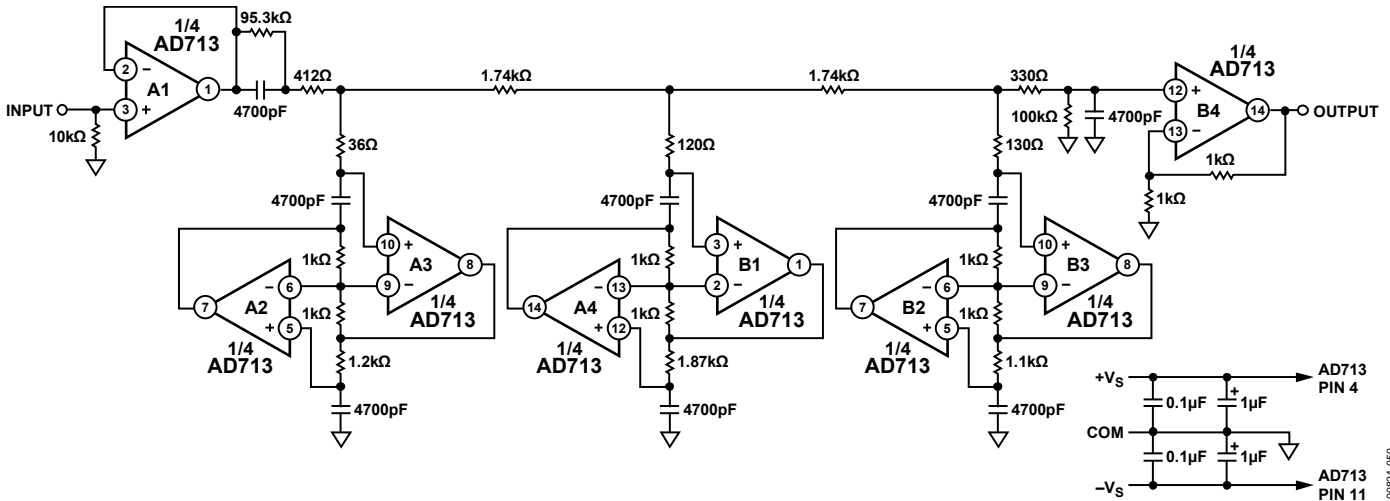 95.3kΩ
1/4
AD713
2
−
A1
1
3
+
INPUT
10kΩ
4700pF
412Ω
1.74kΩ
1.74kΩ
330Ω
100kΩ
4700pF
1/4
AD713
12
+
B4
14
13
−
OUTPUT
1kΩ
1kΩ
36Ω
4700pF
1kΩ
10
+
A3
8
9
−
1/4
AD713
6
−
A2
7
5
+
1/4
AD713
1kΩ
1.2kΩ
4700pF
120Ω
4700pF
1kΩ
3
+
B1
1
2
−
1/4
AD713
13
−
A4
14
12
+
1/4
AD713
1kΩ
1.87kΩ
4700pF
130Ω
4700pF
1kΩ
10
+
B3
8
9
−
1/4
AD713
6
−
B2
7
5
+
1/4
AD713
1kΩ
1.1kΩ
4700pF
+VS
0.1µF
+
1µF
AD713
PIN 4
COM
0.1µF
+
1µF
−VS
AD713
PIN 11
00824-059